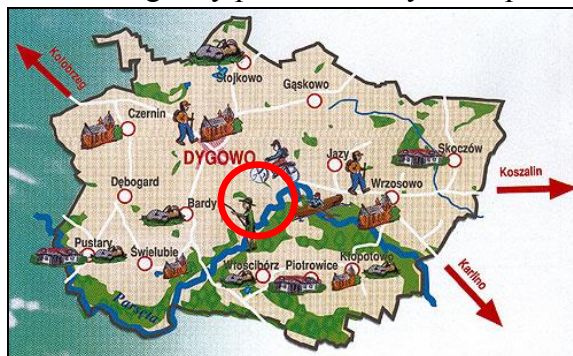 Kołobrzeg
Stojkowo
Gąskowo
Czernin
DYGOWO
Jazy
Skoczów
Koszalin
Dębogard
Bardy
Wrzosowo
Pustary
Świelubie
Włościbórz
Piotrowice
Kłopotowo
Karlino
Parsęta